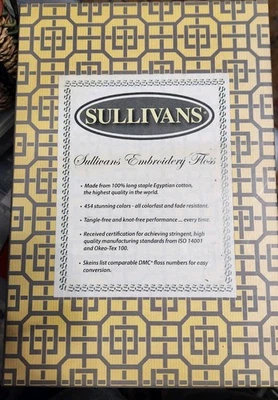 SULLIVANS®
Sullivans Embroidery Floss
• Made from 100% long staple Egyptian cotton,
the highest quality in the world.
• 454 stunning colors - all colorfast and fade resistant.
• Tangle-free and knot-free performance ... every time
• Received certification for achieving stringent, high
quality manufacturing standards from ISO 14001
and Okeo-Tex 100.
• Skeins list comparable DMC® floss numbers for easy
conversion.